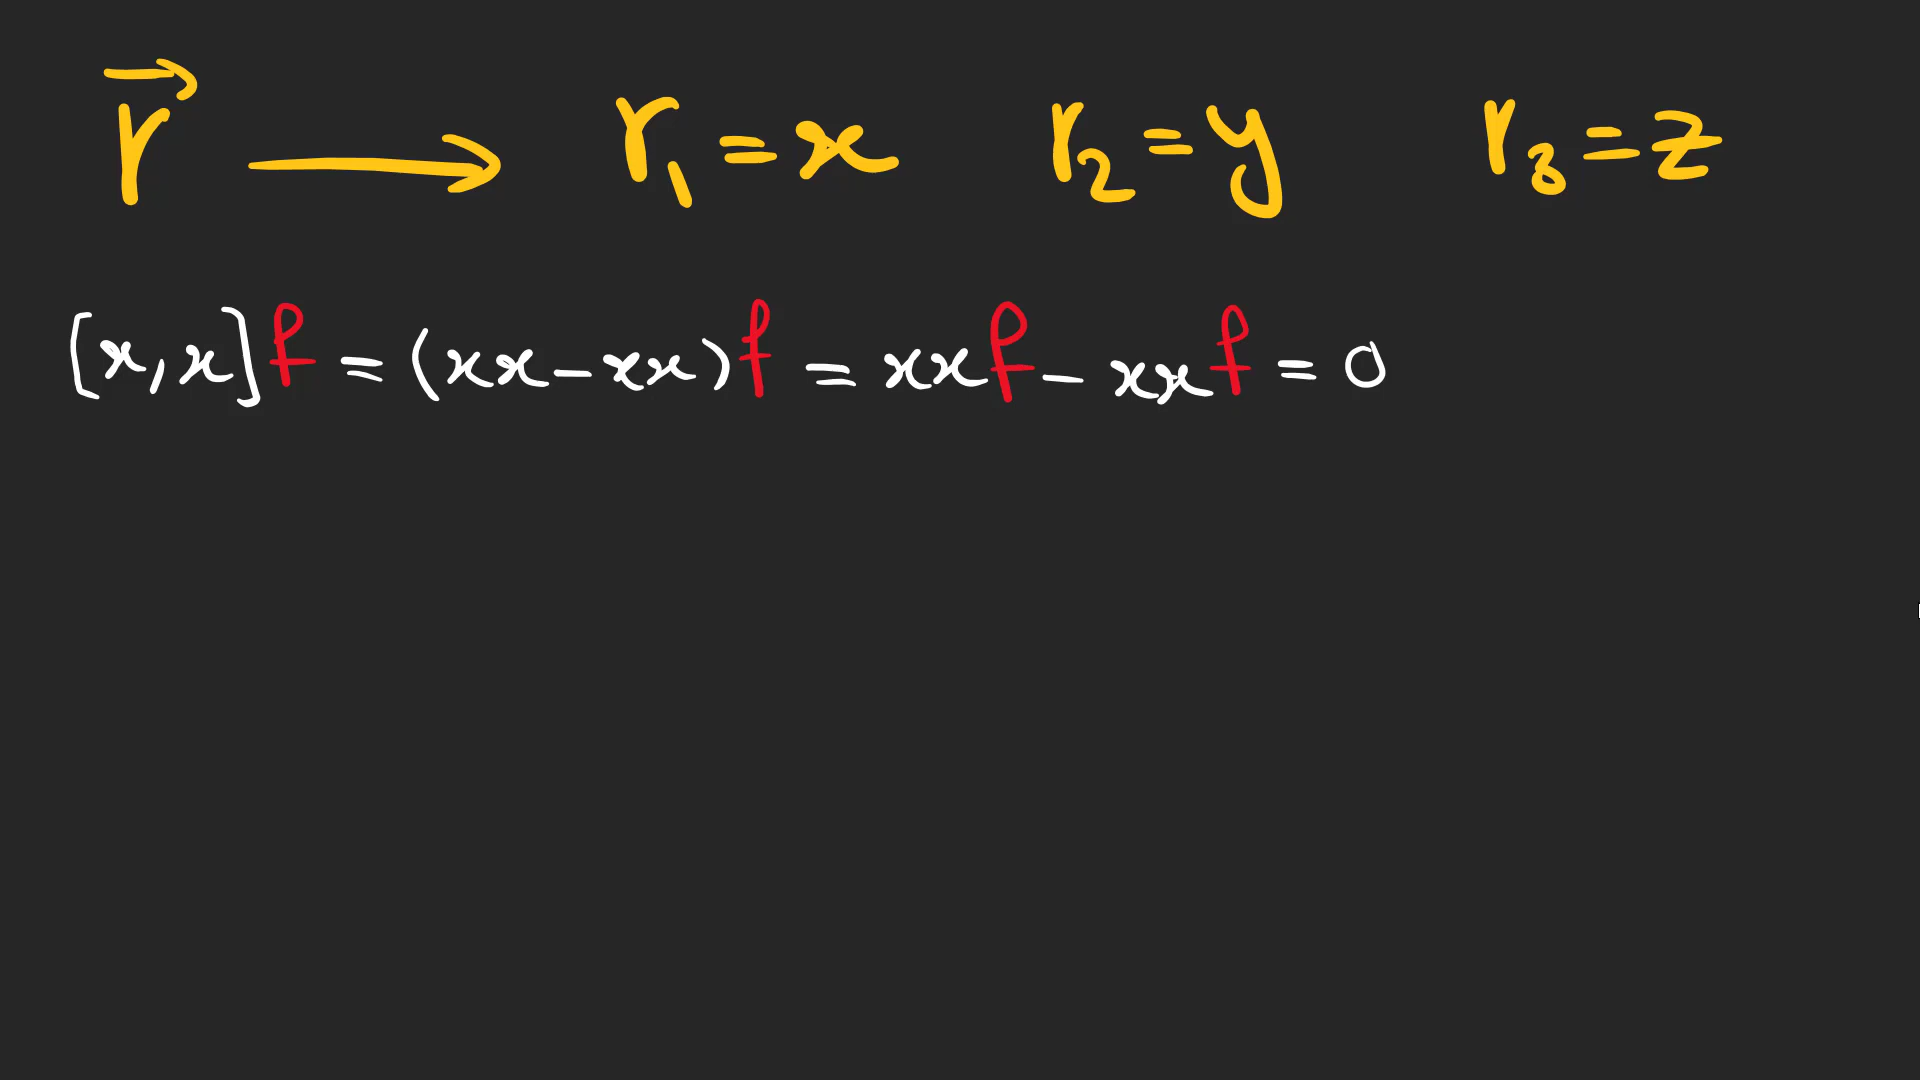 r⃗ ⟶ r₁ = x r₂ = y r₃ = z
[x, x]f = (xx − xx)f = xxf − xxf = 0